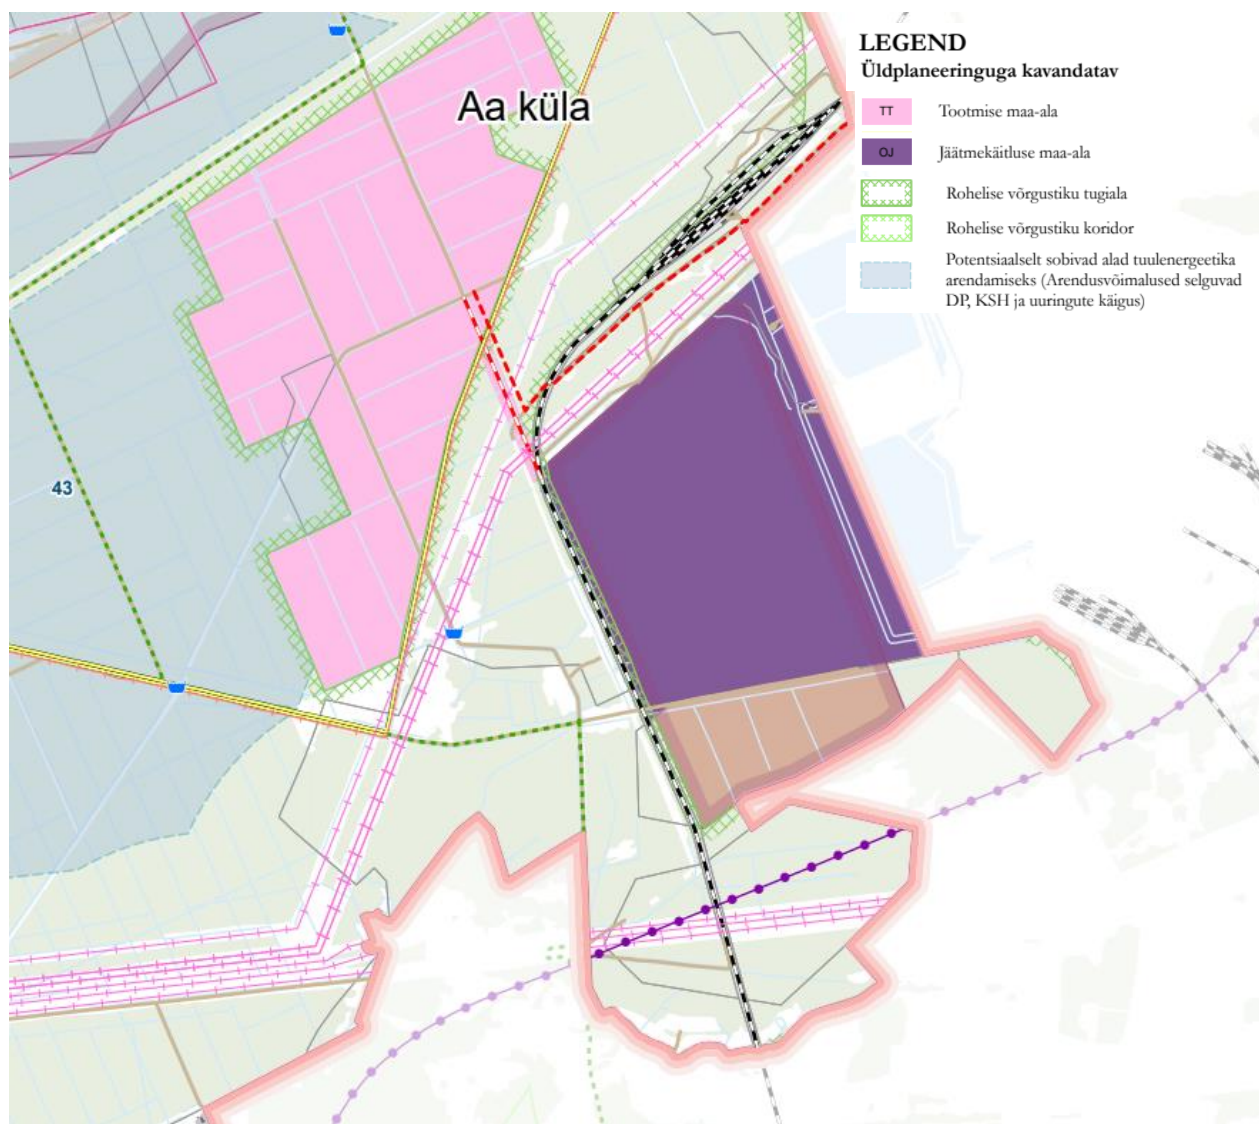 LEGEND
Üldplaneeringuga kavandatav
TT Tootmise maa-ala
OJ Jäätmekäitluse maa-ala
Rohelise võrgustiku tugiala
Rohelise võrgustiku koridor
Potentsiaalselt sobivad alad tuulenergeetika
arendamiseks (Arendusvõimalused selguvad
DP, KSH ja uuringute käigus)
Aa küla
43